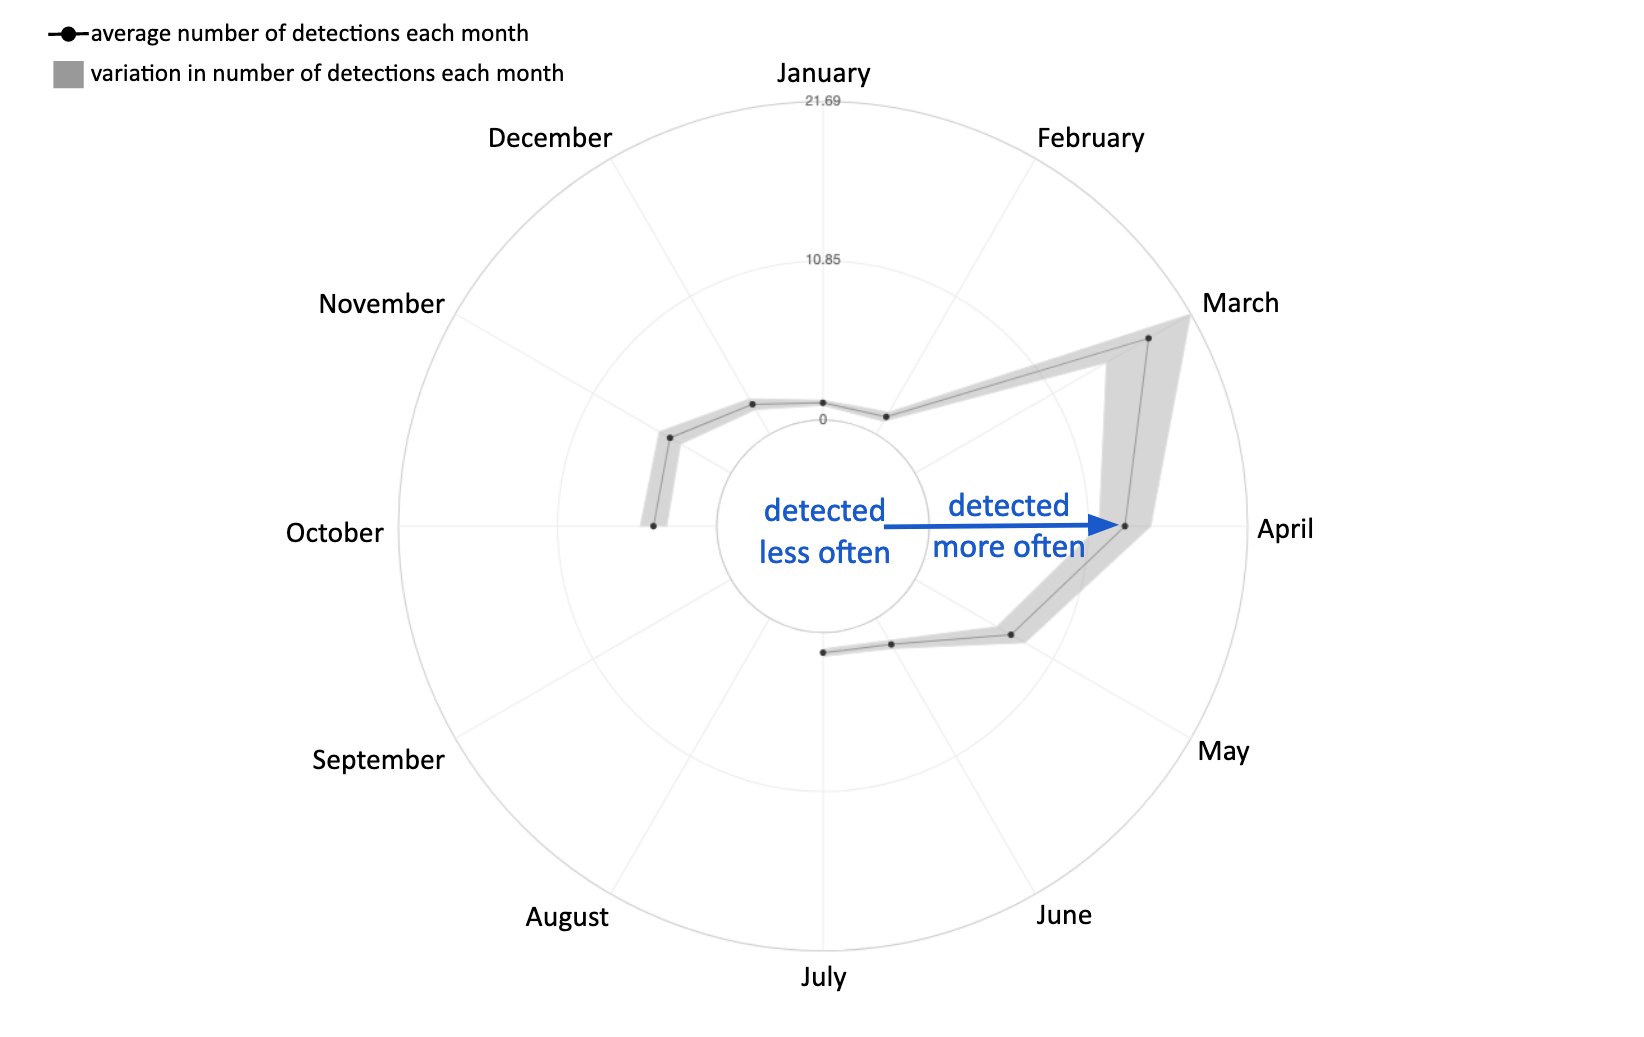 average number of detections each month
variation in number of detections each month
January
21.69
December
February
10.85
November
March
0
detected
less often
detected
more often
October
April
September
May
August
June
July